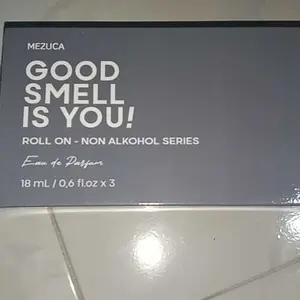 MEZUCA
GOOD
SMELL
IS YOU!
ROLL ON - NON ALKOHOL SERIES
Eau de Parfum
18 mL / 0,6 fl.oz x 3